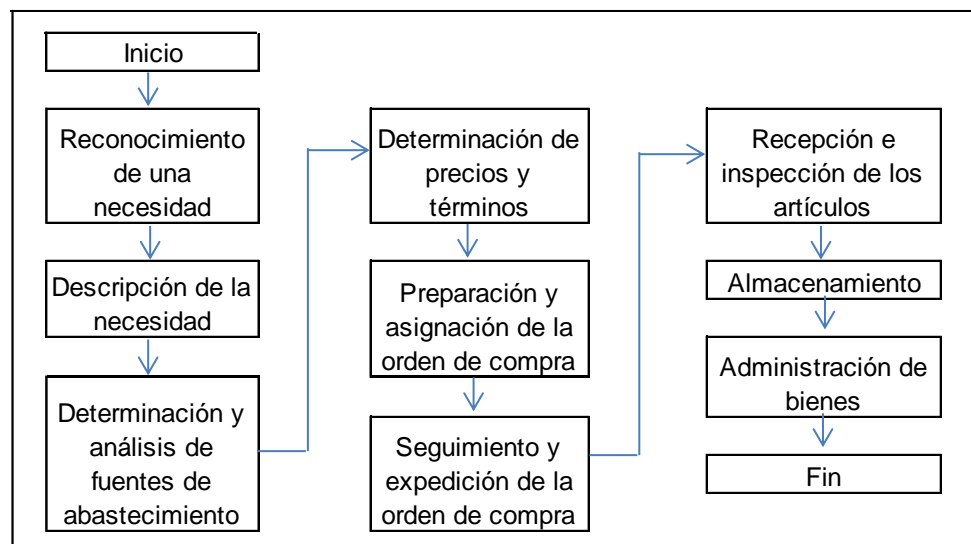 Inicio
Reconocimiento
de una
necesidad
Descripción de la
necesidad
Determinación y
análisis de
fuentes de
abastecimiento
Determinación de
precios y
términos
Preparación y
asignación de la
orden de compra
Seguimiento y
expedición de la
orden de compra
Recepción e
inspección de los
artículos
Almacenamiento
Administración de
bienes
Fin